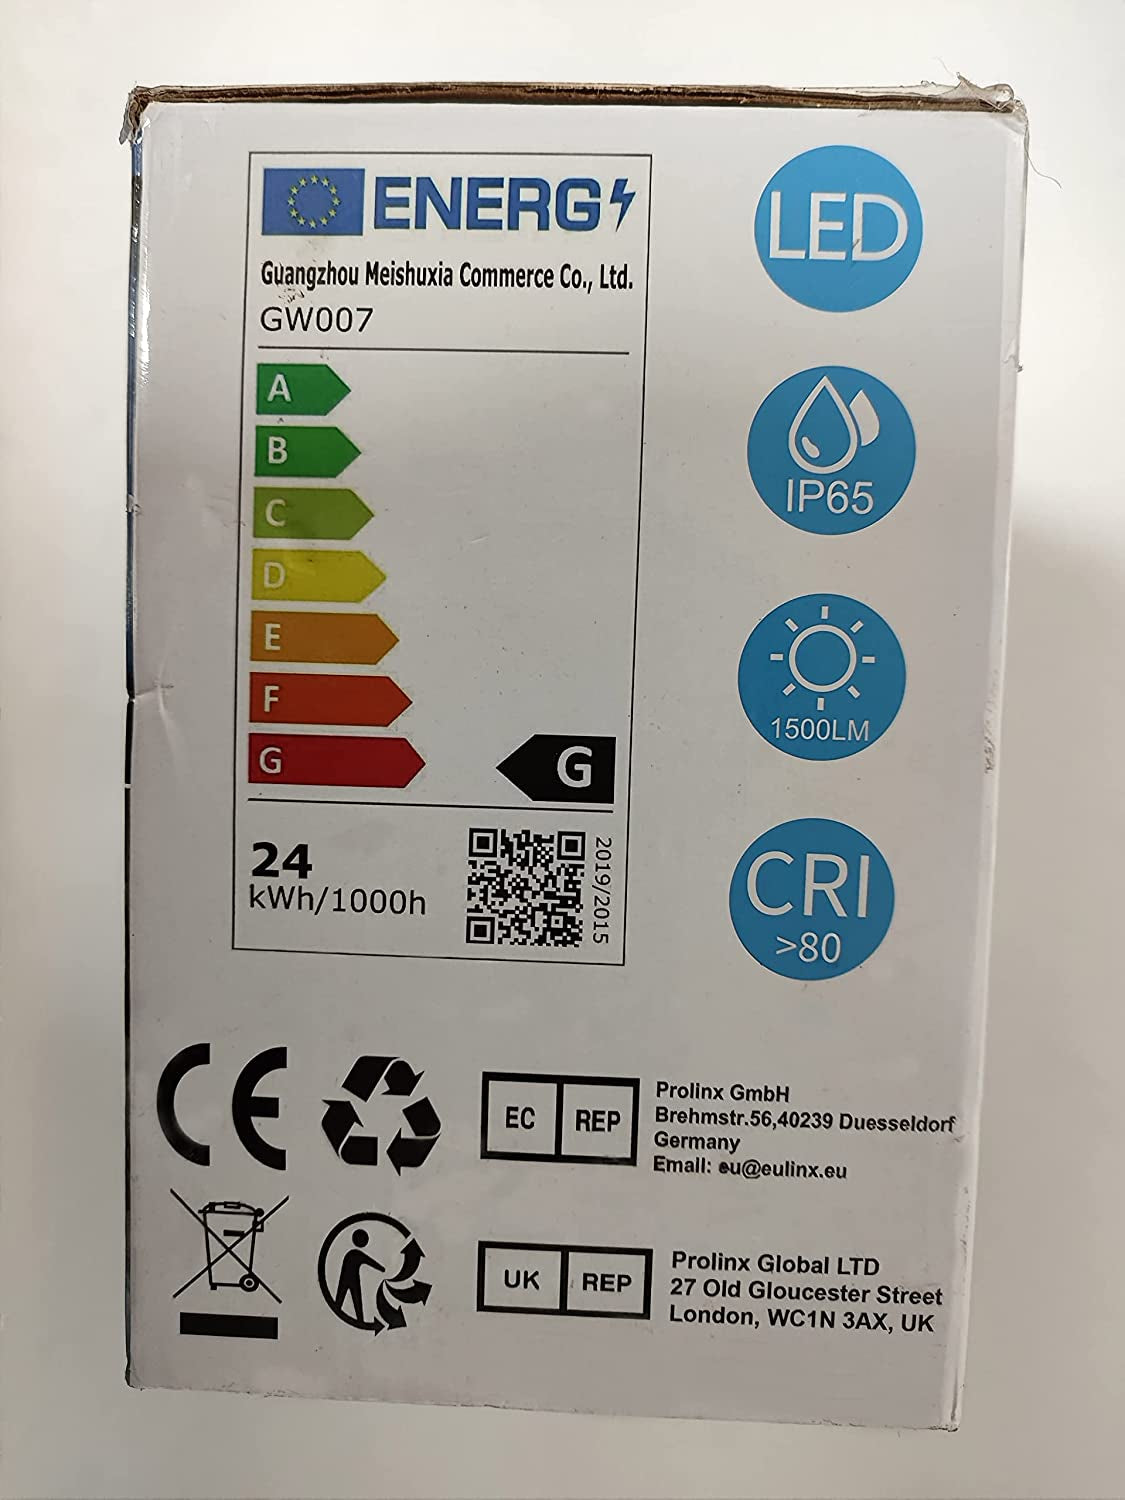 ENERG
Guangzhou Meishuxia Commerce Co., Ltd.
GW007
A
B
C
D
E
F
G
G
24
kWh/1000h
2019/2015
LED
IP65
1500LM
CRI
>80
CE
EC REP
Prolinx GmbH
Brehmstr.56,40239 Duesseldorf
Germany
Email: eu@eulinx.eu
UK REP
Prolinx Global LTD
27 Old Gloucester Street
London, WC1N 3AX, UK